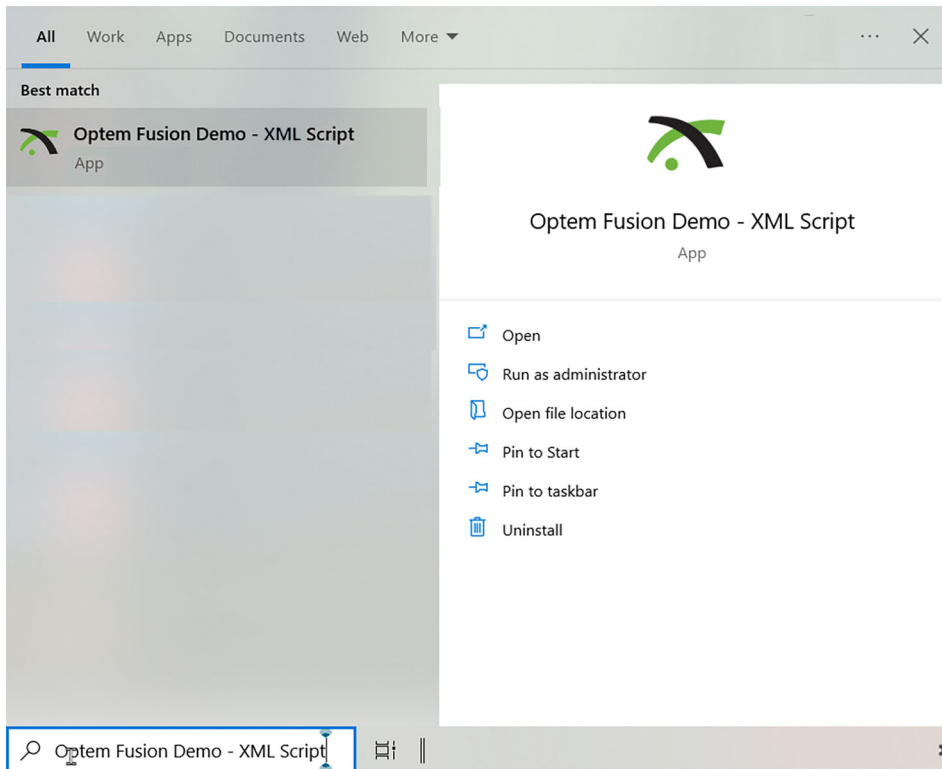 All Work Apps Documents Web More
Best match
Optem Fusion Demo - XML Script
App
Optem Fusion Demo - XML Script
App
Open
Run as administrator
Open file location
Pin to Start
Pin to taskbar
Uninstall
Optem Fusion Demo - XML Script